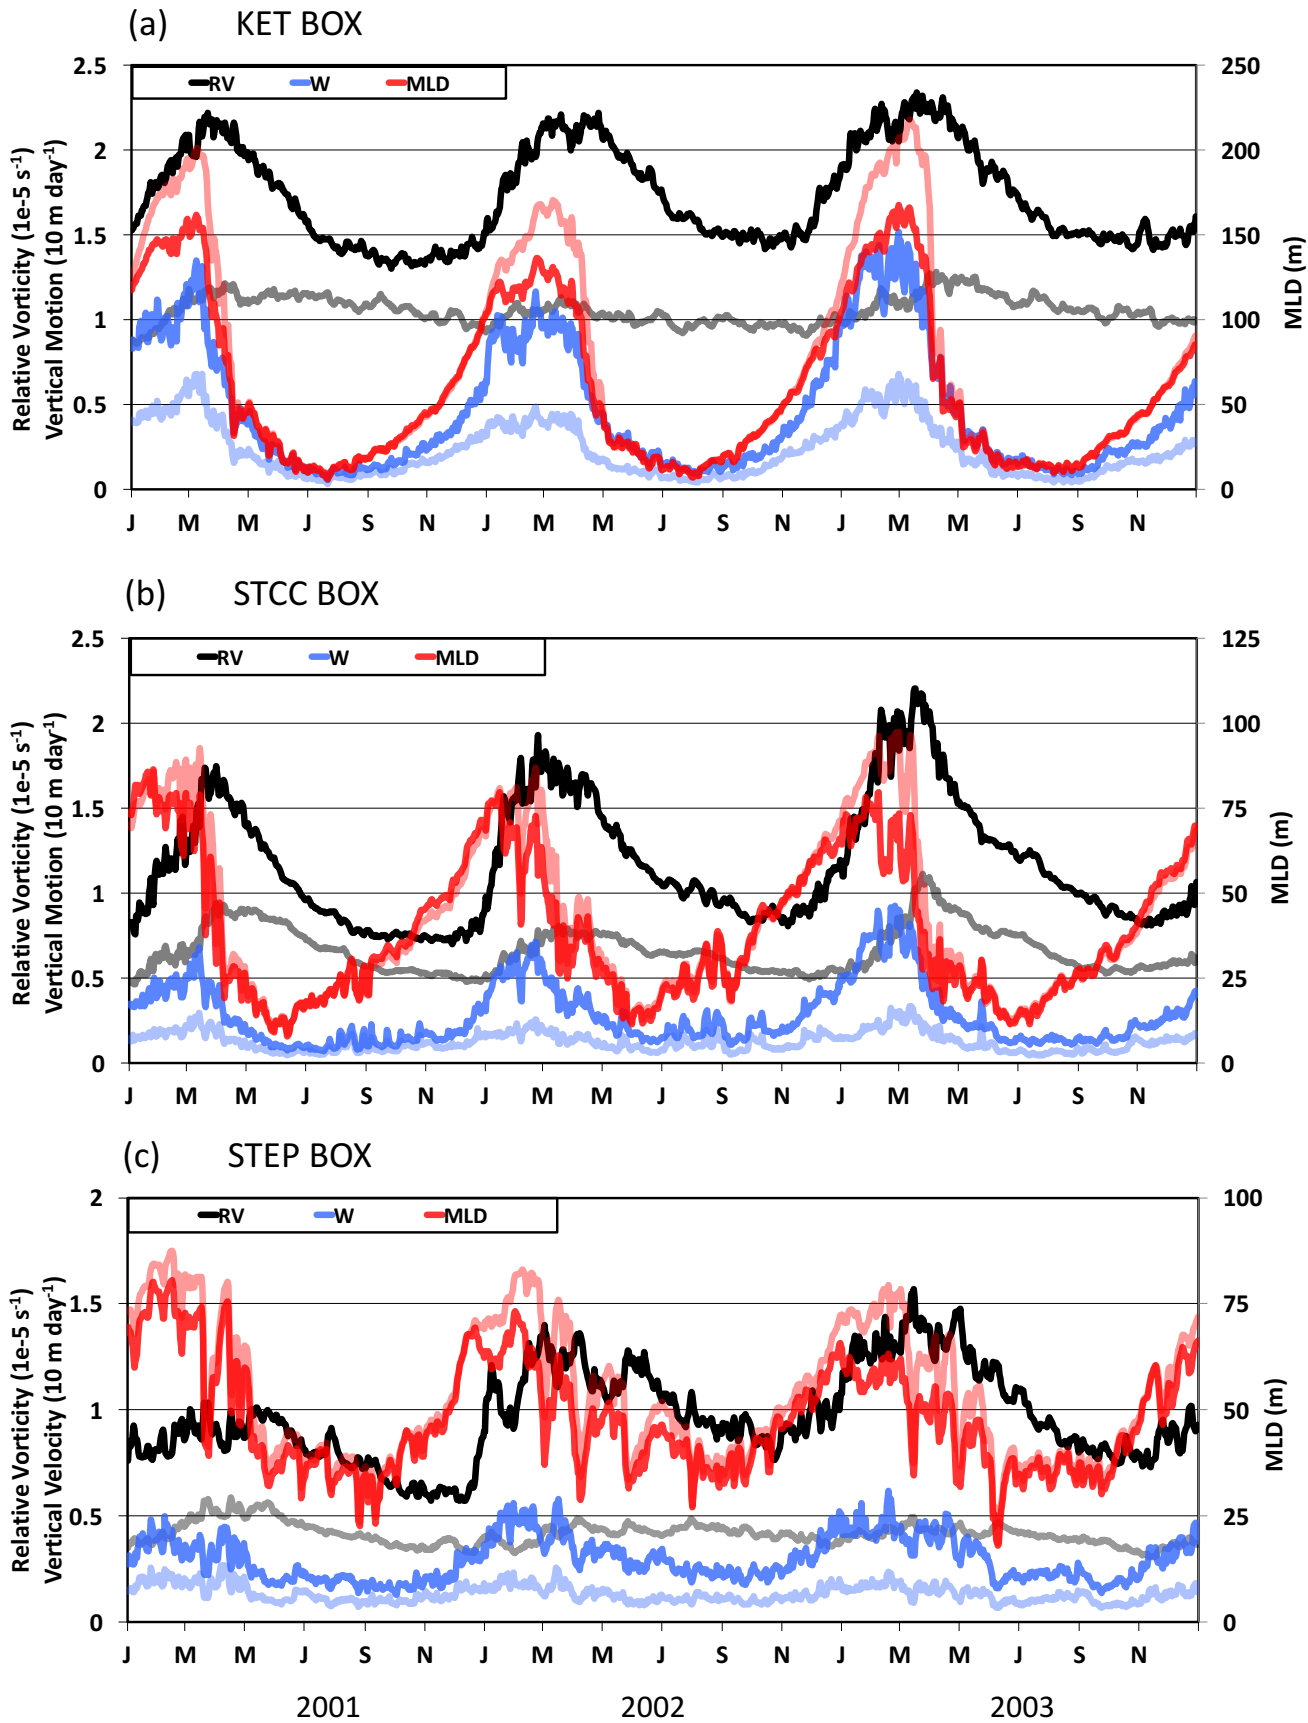 (a) KET BOX
2.5 250
RV W MLD
2 200
1.5 150
1 100
0.5 50
0 0
Relative Vorticity (1e-5 s-1)
Vertical Motion (10 m day-1)
MLD (m)
J M M J S N J M M J S N J M M J S N
(b) STCC BOX
2.5 125
RV W MLD
2 100
1.5 75
1 50
0.5 25
0 0
Relative Vorticity (1e-5 s-1)
Vertical Motion (10 m day-1)
MLD (m)
J M M J S N J M M J S N J M M J S N
(c) STEP BOX
2 100
RV W MLD
1.5 75
1 50
0.5 25
0 0
Relative Vorticity (1e-5 s-1)
Vertical Velocity (10 m day-1)
MLD (m)
J M M J S N J M M J S N J M M J S N
2001 2002 2003